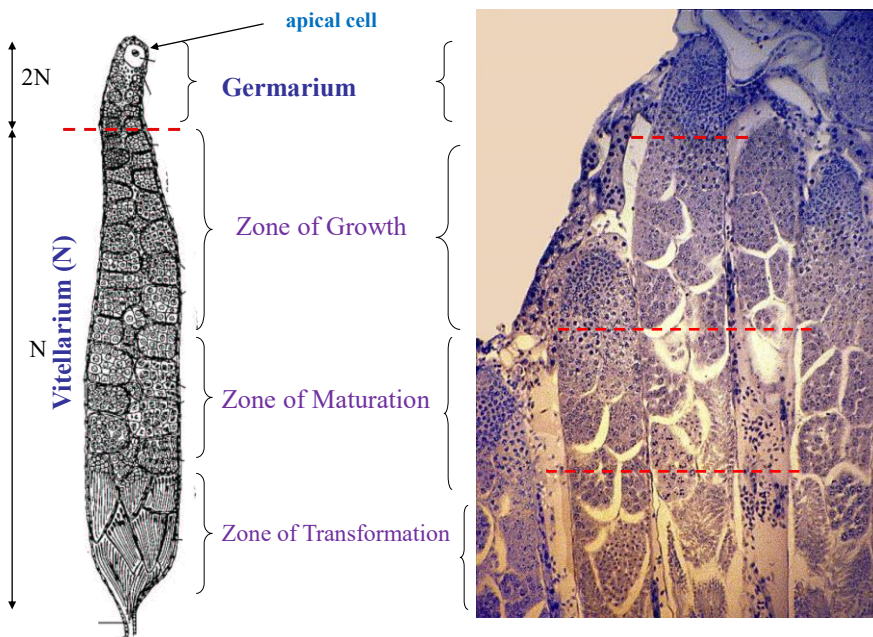 apical cell
2N
Germarium
Zone of Growth
Vitellarium (N)
N
Zone of Maturation
Zone of Transformation